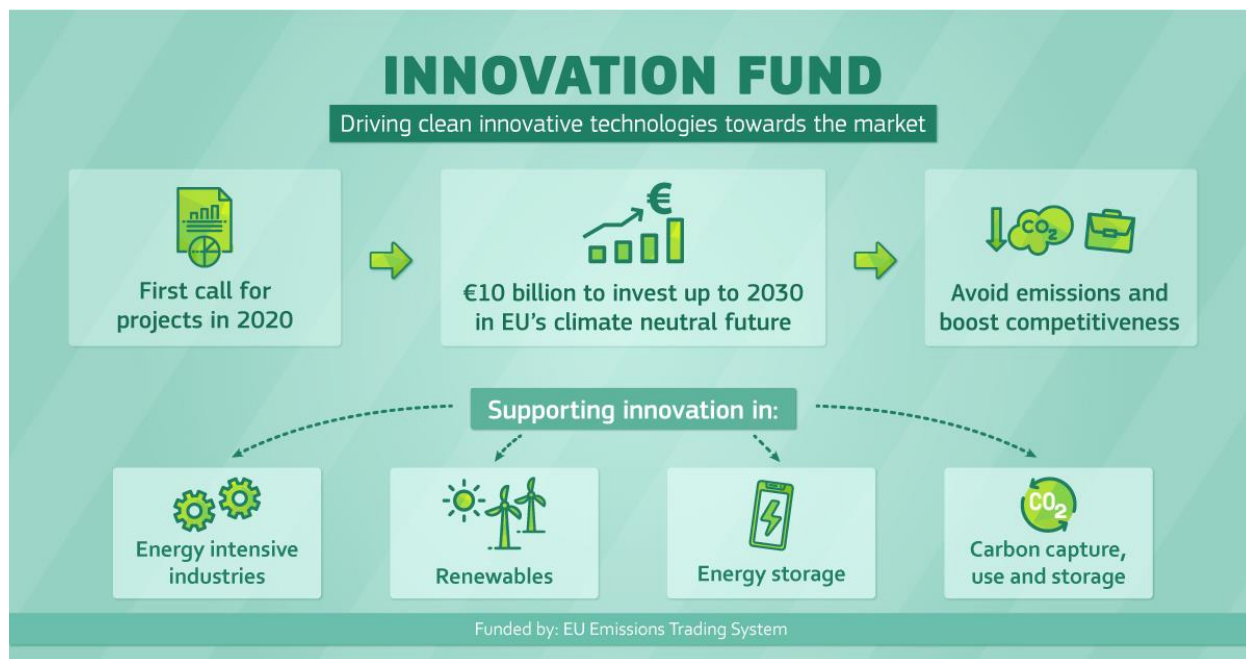 INNOVATION FUND
Driving clean innovative technologies towards the market
First call for
projects in 2020
€
€10 billion to invest up to 2030
in EU's climate neutral future
CO2
Avoid emissions and
boost competitiveness
Supporting innovation in:
Energy intensive
industries
Renewables
Energy storage
CO2
Carbon capture,
use and storage
Funded by: EU Emissions Trading System